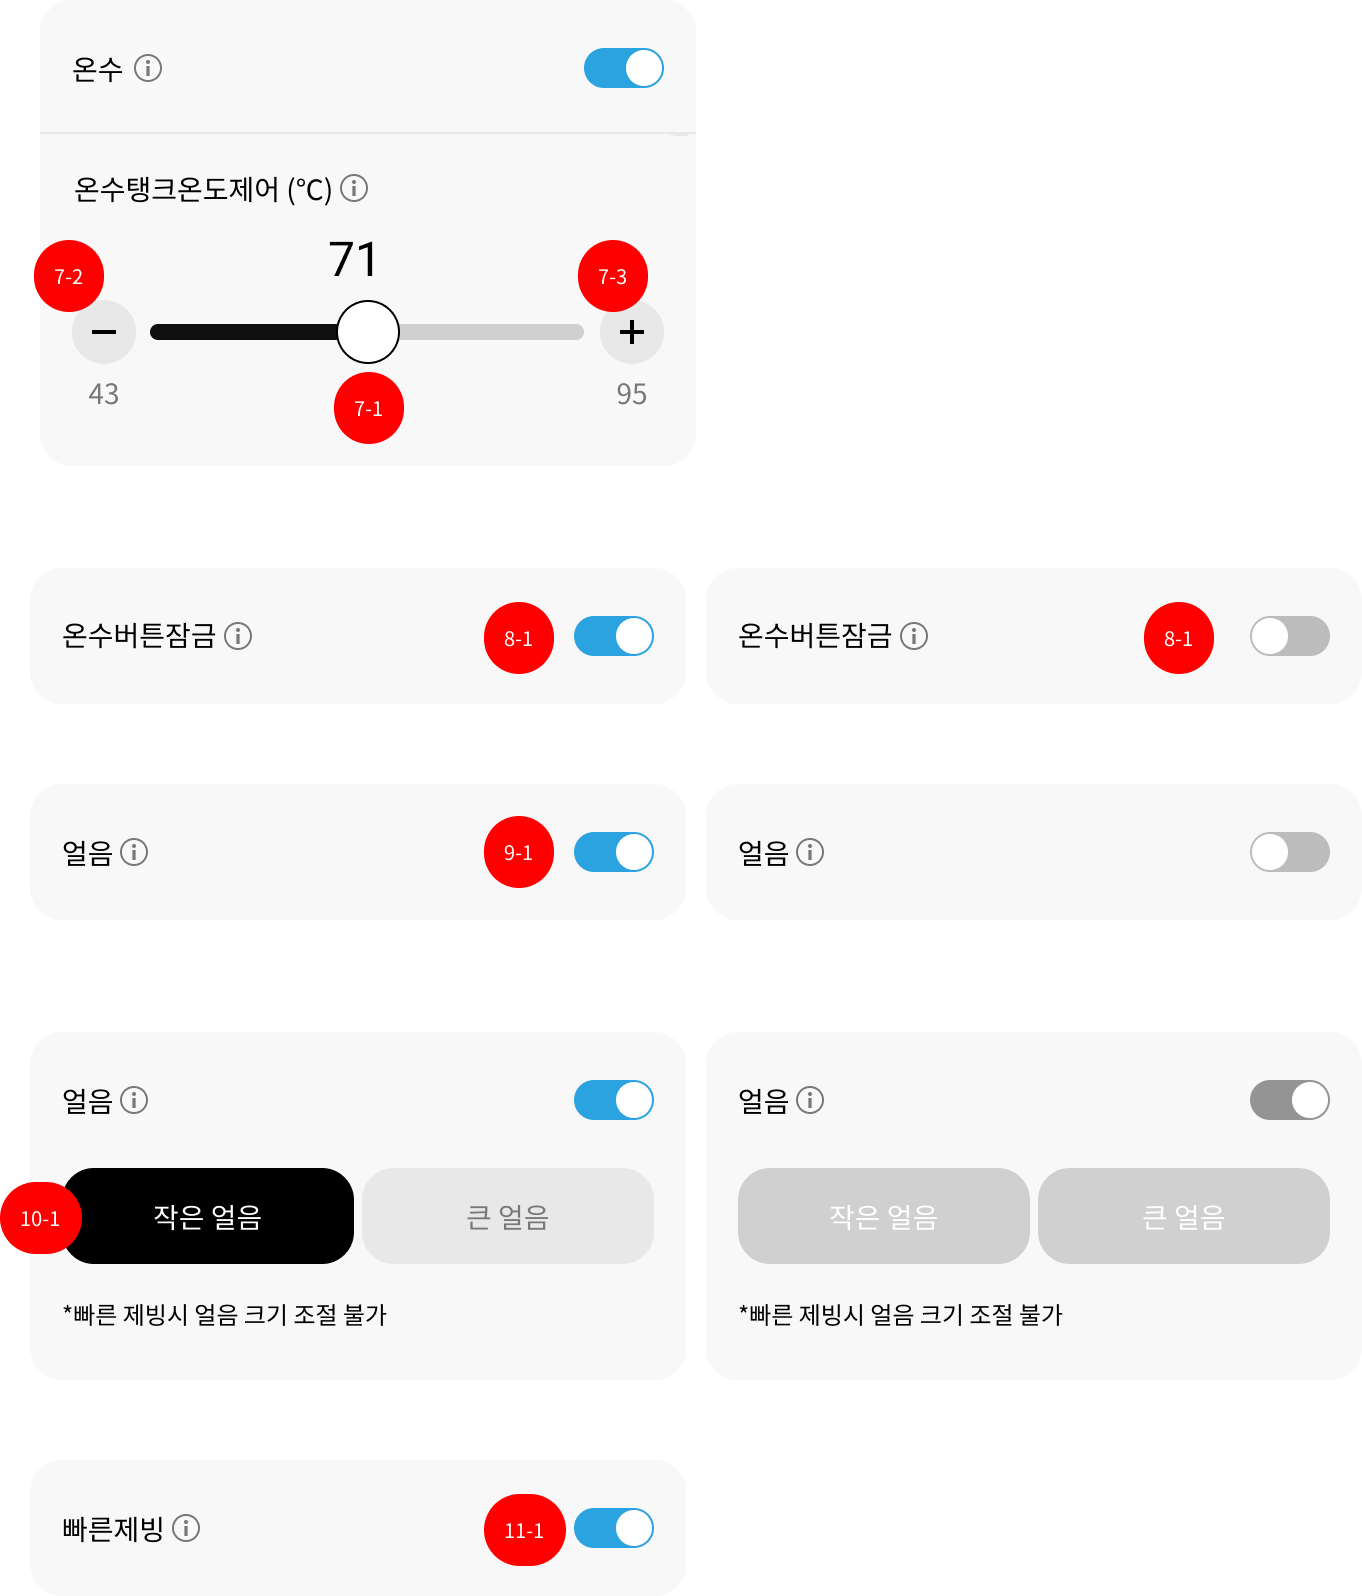 온수
온수탱크온도제어 (°C)
71
7-2
7-3
43
95
7-1
온수버튼잠금
8-1
온수버튼잠금
8-1
얼음
9-1
얼음
얼음
얼음
10-1
작은 얼음
큰 얼음
작은 얼음
큰 얼음
*빠른 제빙시 얼음 크기 조절 불가
*빠른 제빙시 얼음 크기 조절 불가
빠른제빙
11-1